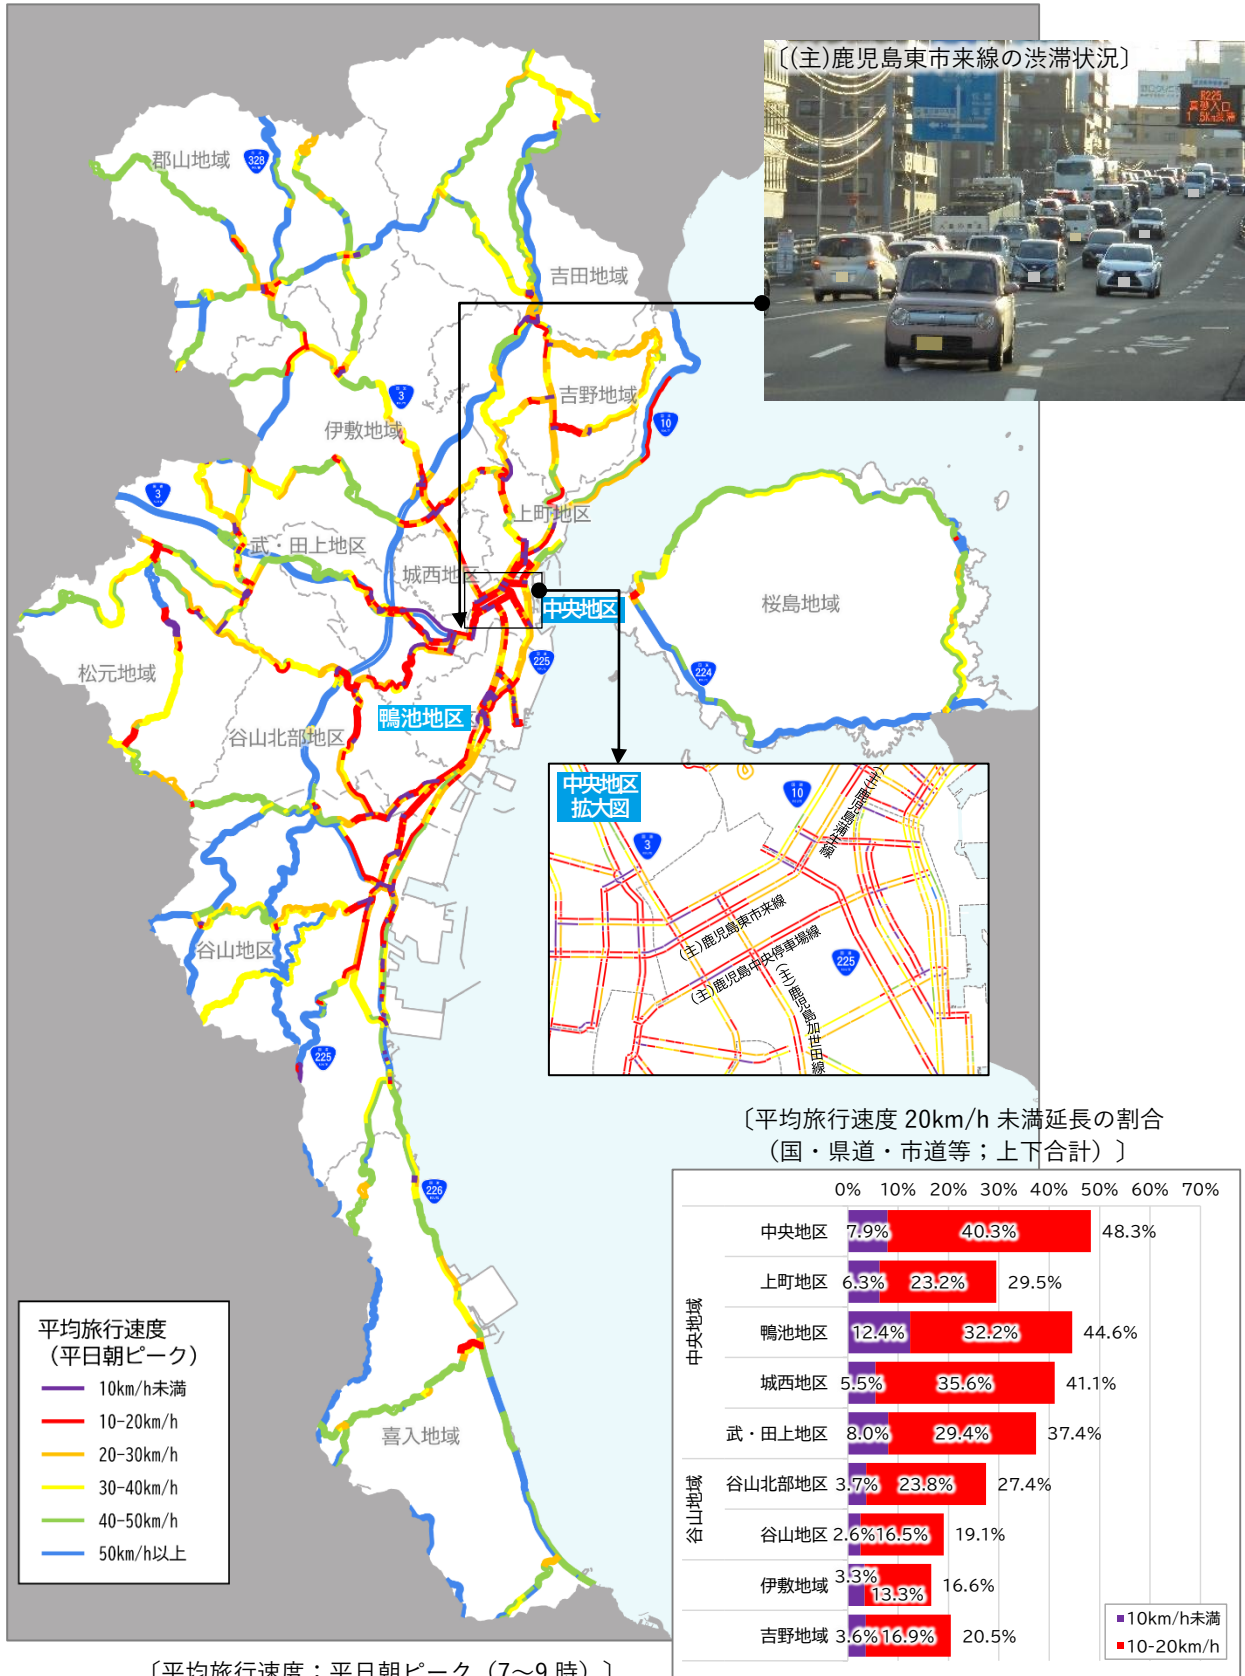 〔(主)鹿児島東市来線の渋滞状況〕
R225
郡山地域
328
吉田地域
吉野地域
3
10
伊敷地域
3
上町地区
武・田上地区
城西地区
中央地区
桜島地域
225
224
松元地域
鴨池地区
谷山北部地区
中央地区
拡大図
10
3
(主)鹿児島蒲生線
(主)鹿児島東市来線
(主)鹿児島中央停車場線
225
(主)鹿児島加世田線
谷山地区
225
226
喜入地域
平均旅行速度
(平日朝ピーク)
10km/h未満
10-20km/h
20-30km/h
30-40km/h
40-50km/h
50km/h以上
〔平均旅行速度 20km/h 未満延長の割合
(国・県道・市道等;上下合計)〕
0% 10% 20% 30% 40% 50% 60% 70%
中央地域
中央地区 7.9% 40.3% 48.3%
上町地区 6.3% 23.2% 29.5%
鴨池地区 12.4% 32.2% 44.6%
城西地区 5.5% 35.6% 41.1%
武・田上地区 8.0% 29.4% 37.4%
谷山地域
谷山北部地区 3.7% 23.8% 27.4%
谷山地区 2.6% 16.5% 19.1%
伊敷地域 3.3% 13.3% 16.6%
吉野地域 3.6% 16.9% 20.5%
10km/h未満
10-20km/h
〔平均旅行速度:平日朝ピーク(7～9 時)〕